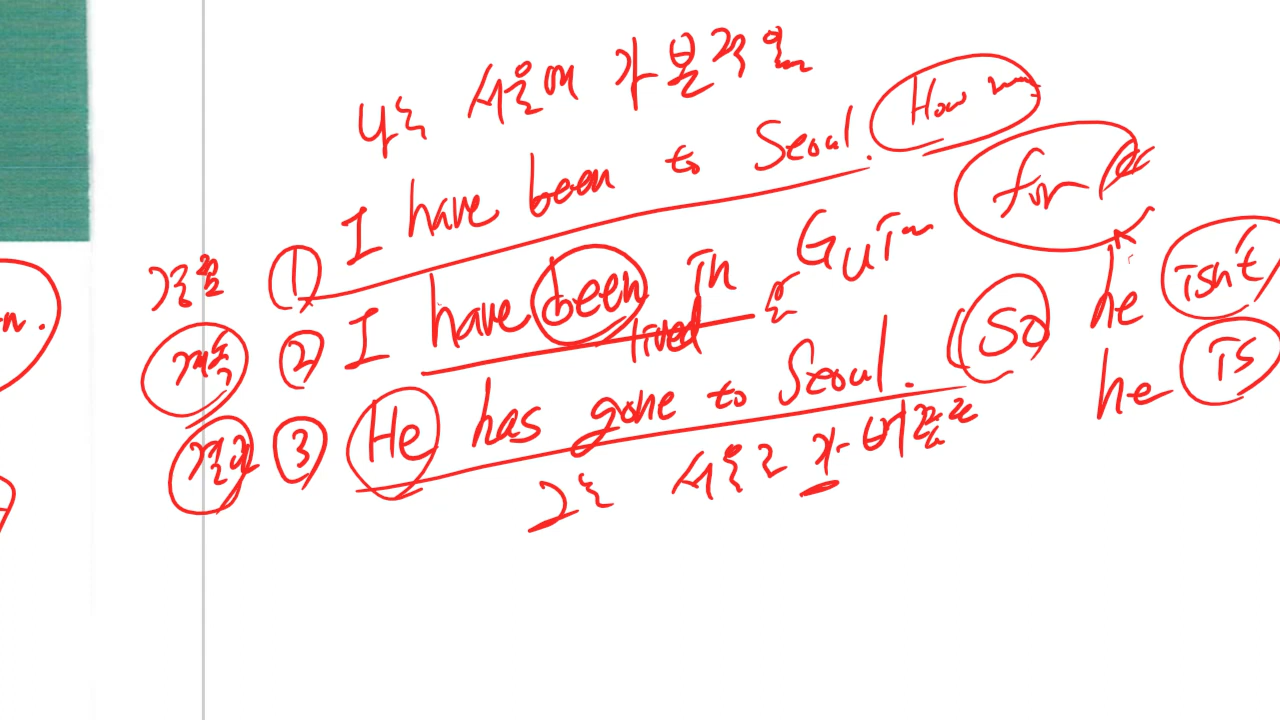 나는 서울에 가 본적 있
I have been to Seoul. How many
for
경험 ① I have been in
계속 ② lived
결과 ③ He has gone to Seoul. (So he isn't
he is
그는 서울로 가 버렸